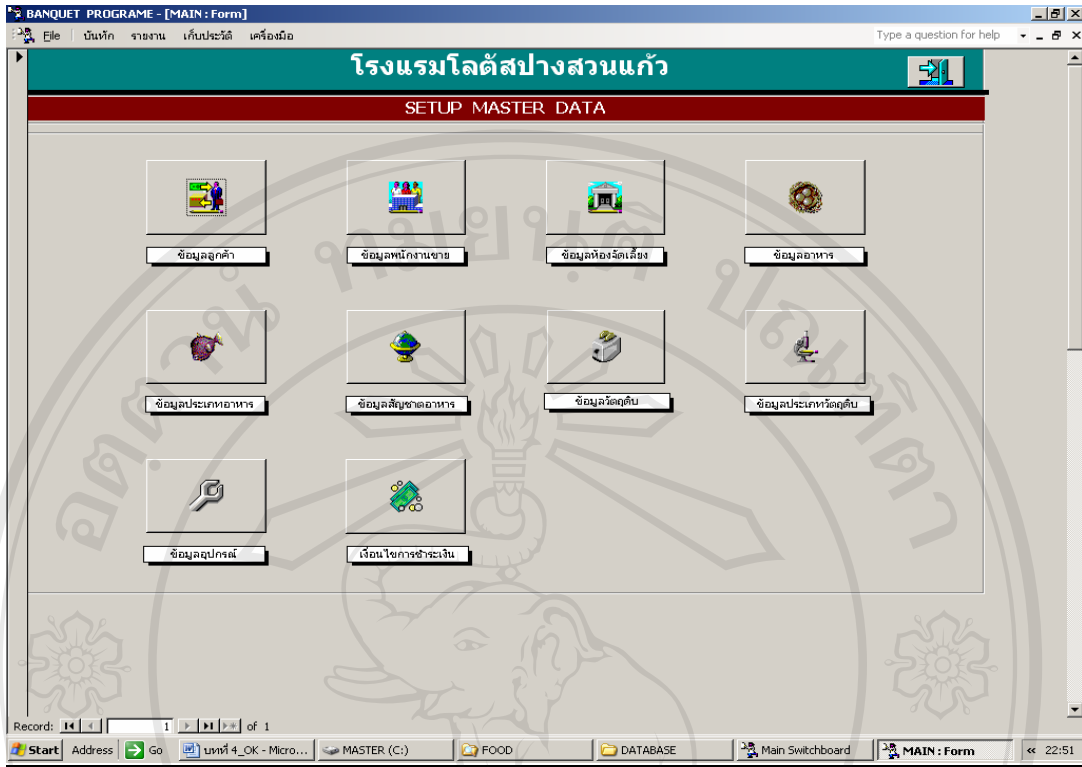 BANQUET PROGRAME - [MAIN : Form]
File บันทึก รายงาน เก็บประวัติ เครื่องมือ Type a question for help
โรงแรมโลตัสปางสวนแก้ว
SETUP MASTER DATA
ข้อมูลลูกค้า ข้อมูลพนักงานขาย ข้อมูลห้องจัดเลี้ยง ข้อมูลอาหาร
ข้อมูลประเภทอาหาร ข้อมูลสัญชาตอาหาร ข้อมูลวัตถุดิบ ข้อมูลประเภทวัตถุดิบ
ข้อมูลอุปกรณ์ เงื่อนไขการชำระเงิน
Record: 1 of 1
Start Address Go บทที่ 4_OK - Micro... MASTER (C:) FOOD DATABASE Main Switchboard MAIN : Form « 22:51